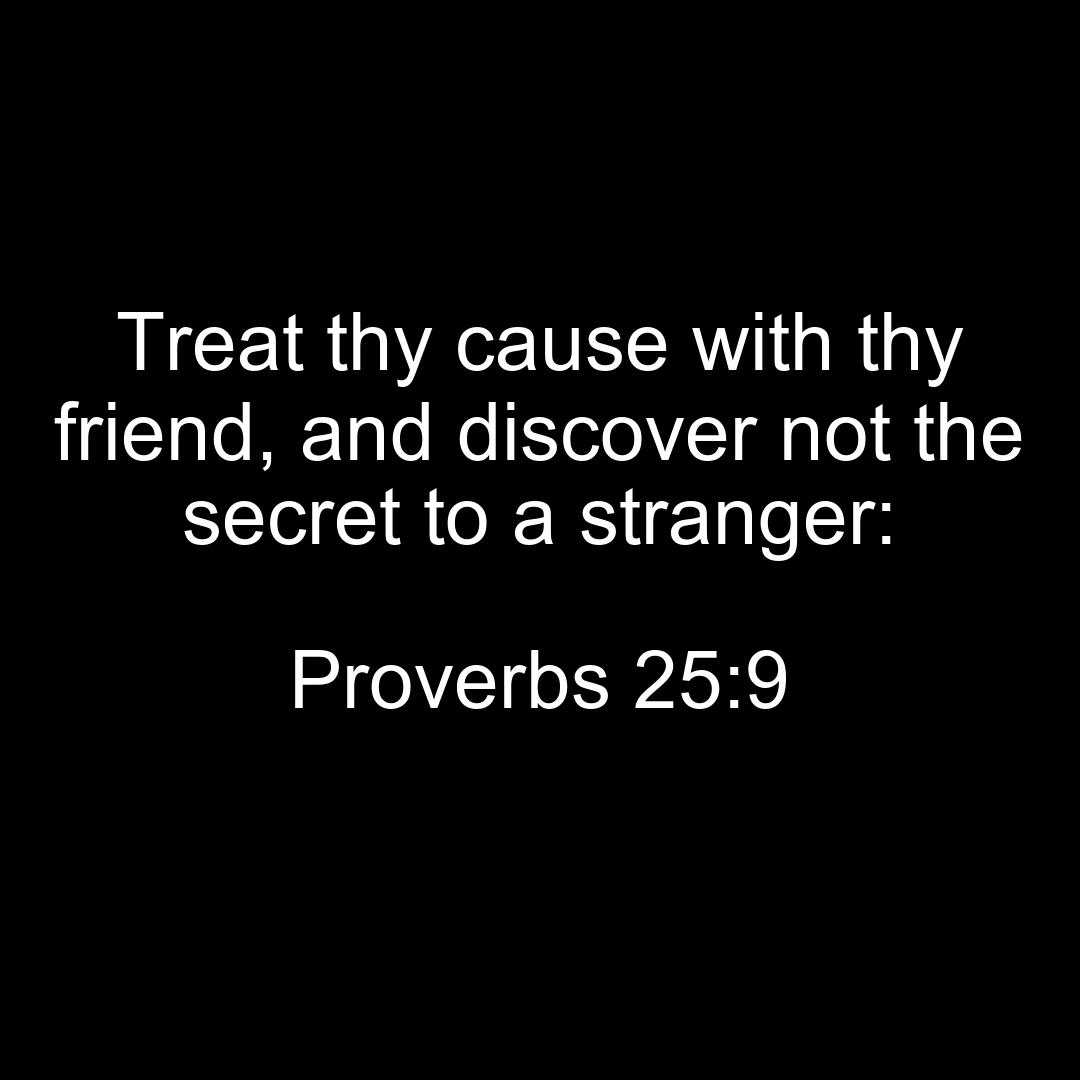 Treat thy cause with thy
friend, and discover not the
secret to a stranger:
Proverbs 25:9